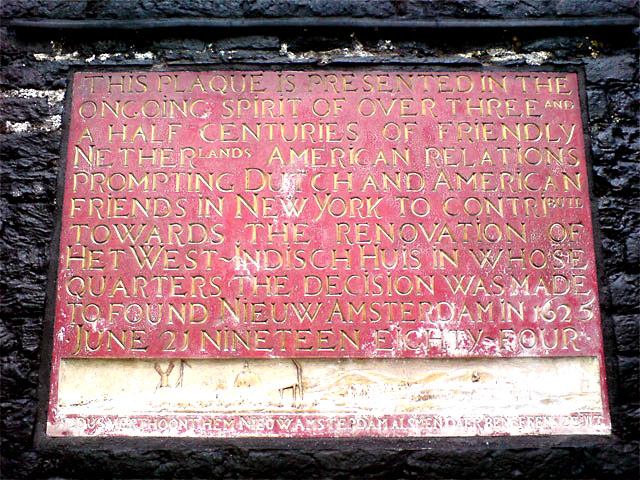 THIS PLAQUE IS PRESENTED IN THE
ONGOING SPIRIT OF OVER THREE AND
A HALF CENTURIES OF FRIENDLY
NETHERLANDS AMERICAN RELATIONS
PROMPTING DUTCH AND AMERICAN
FRIENDS IN NEW YORK TO CONTRIBUTE
TOWARDS THE RENOVATION OF
HET WEST-INDISCH HUIS IN WHOSE
QUARTERS THE DECISION WAS MADE
TO FOUND NIEUW AMSTERDAM IN 1625
JUNE 21 NINETEEN EIGHTY-FOUR
NIEUW AMSTERDAM